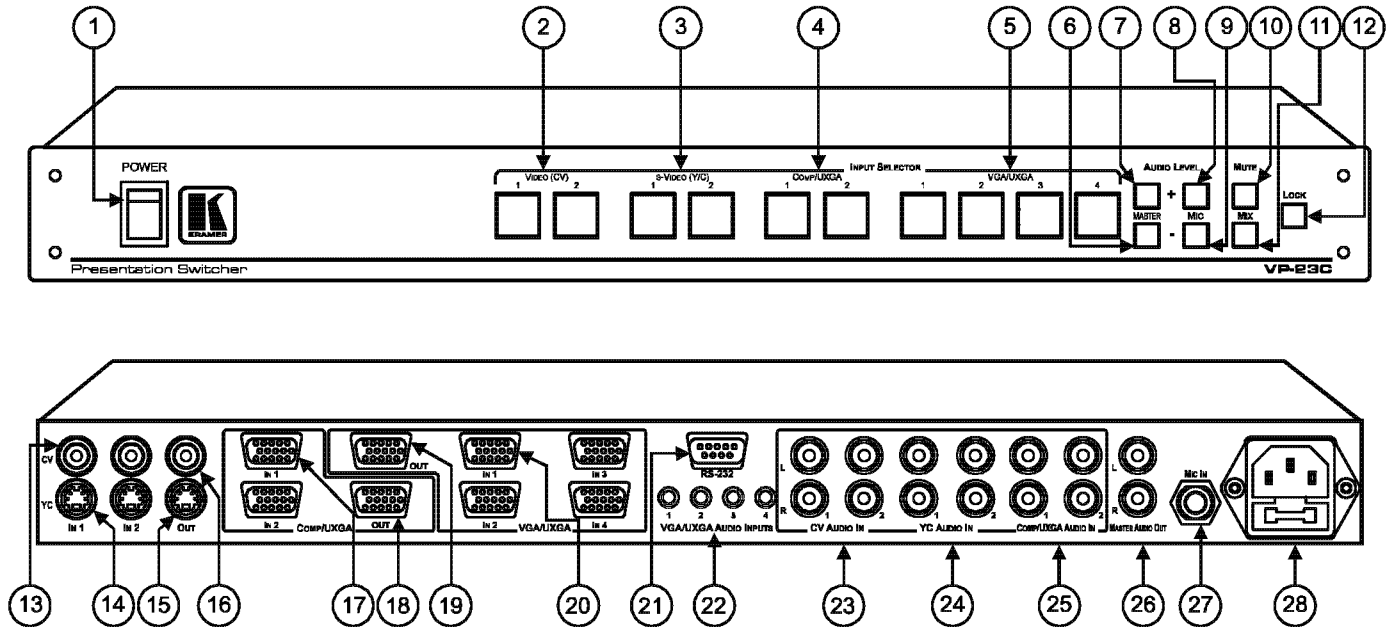 1 2 3 4 5 6 7 8 9 10 11 12
POWER
INPUT SELECTOR
VIDEO (CV) S-VIDEO (Y/C) COMP/UXGA VGA/UXGA
1 2 1 2 1 2 1 2 3 4
AUDIO LEVEL MUTE
+
LOCK
MASTER MIC MIX
-
K
KRAMER
Presentation Switcher
VP-23C
CV
YC
IN 1 IN 2 OUT
IN 1
IN 2
COMP/UXGA
OUT
OUT
IN 1 IN 3
IN 2 IN 4
VGA/UXGA
RS-232
1 2 3 4
VGA/UXGA AUDIO INPUTS
L
R
1 2 1 2 1 2
CV AUDIO IN YC AUDIO IN COMP/UXGA AUDIO IN
L
R
MASTER AUDIO OUT
MIC IN
13 14 15 16 17 18 19 20 21 22 23 24 25 26 27 28